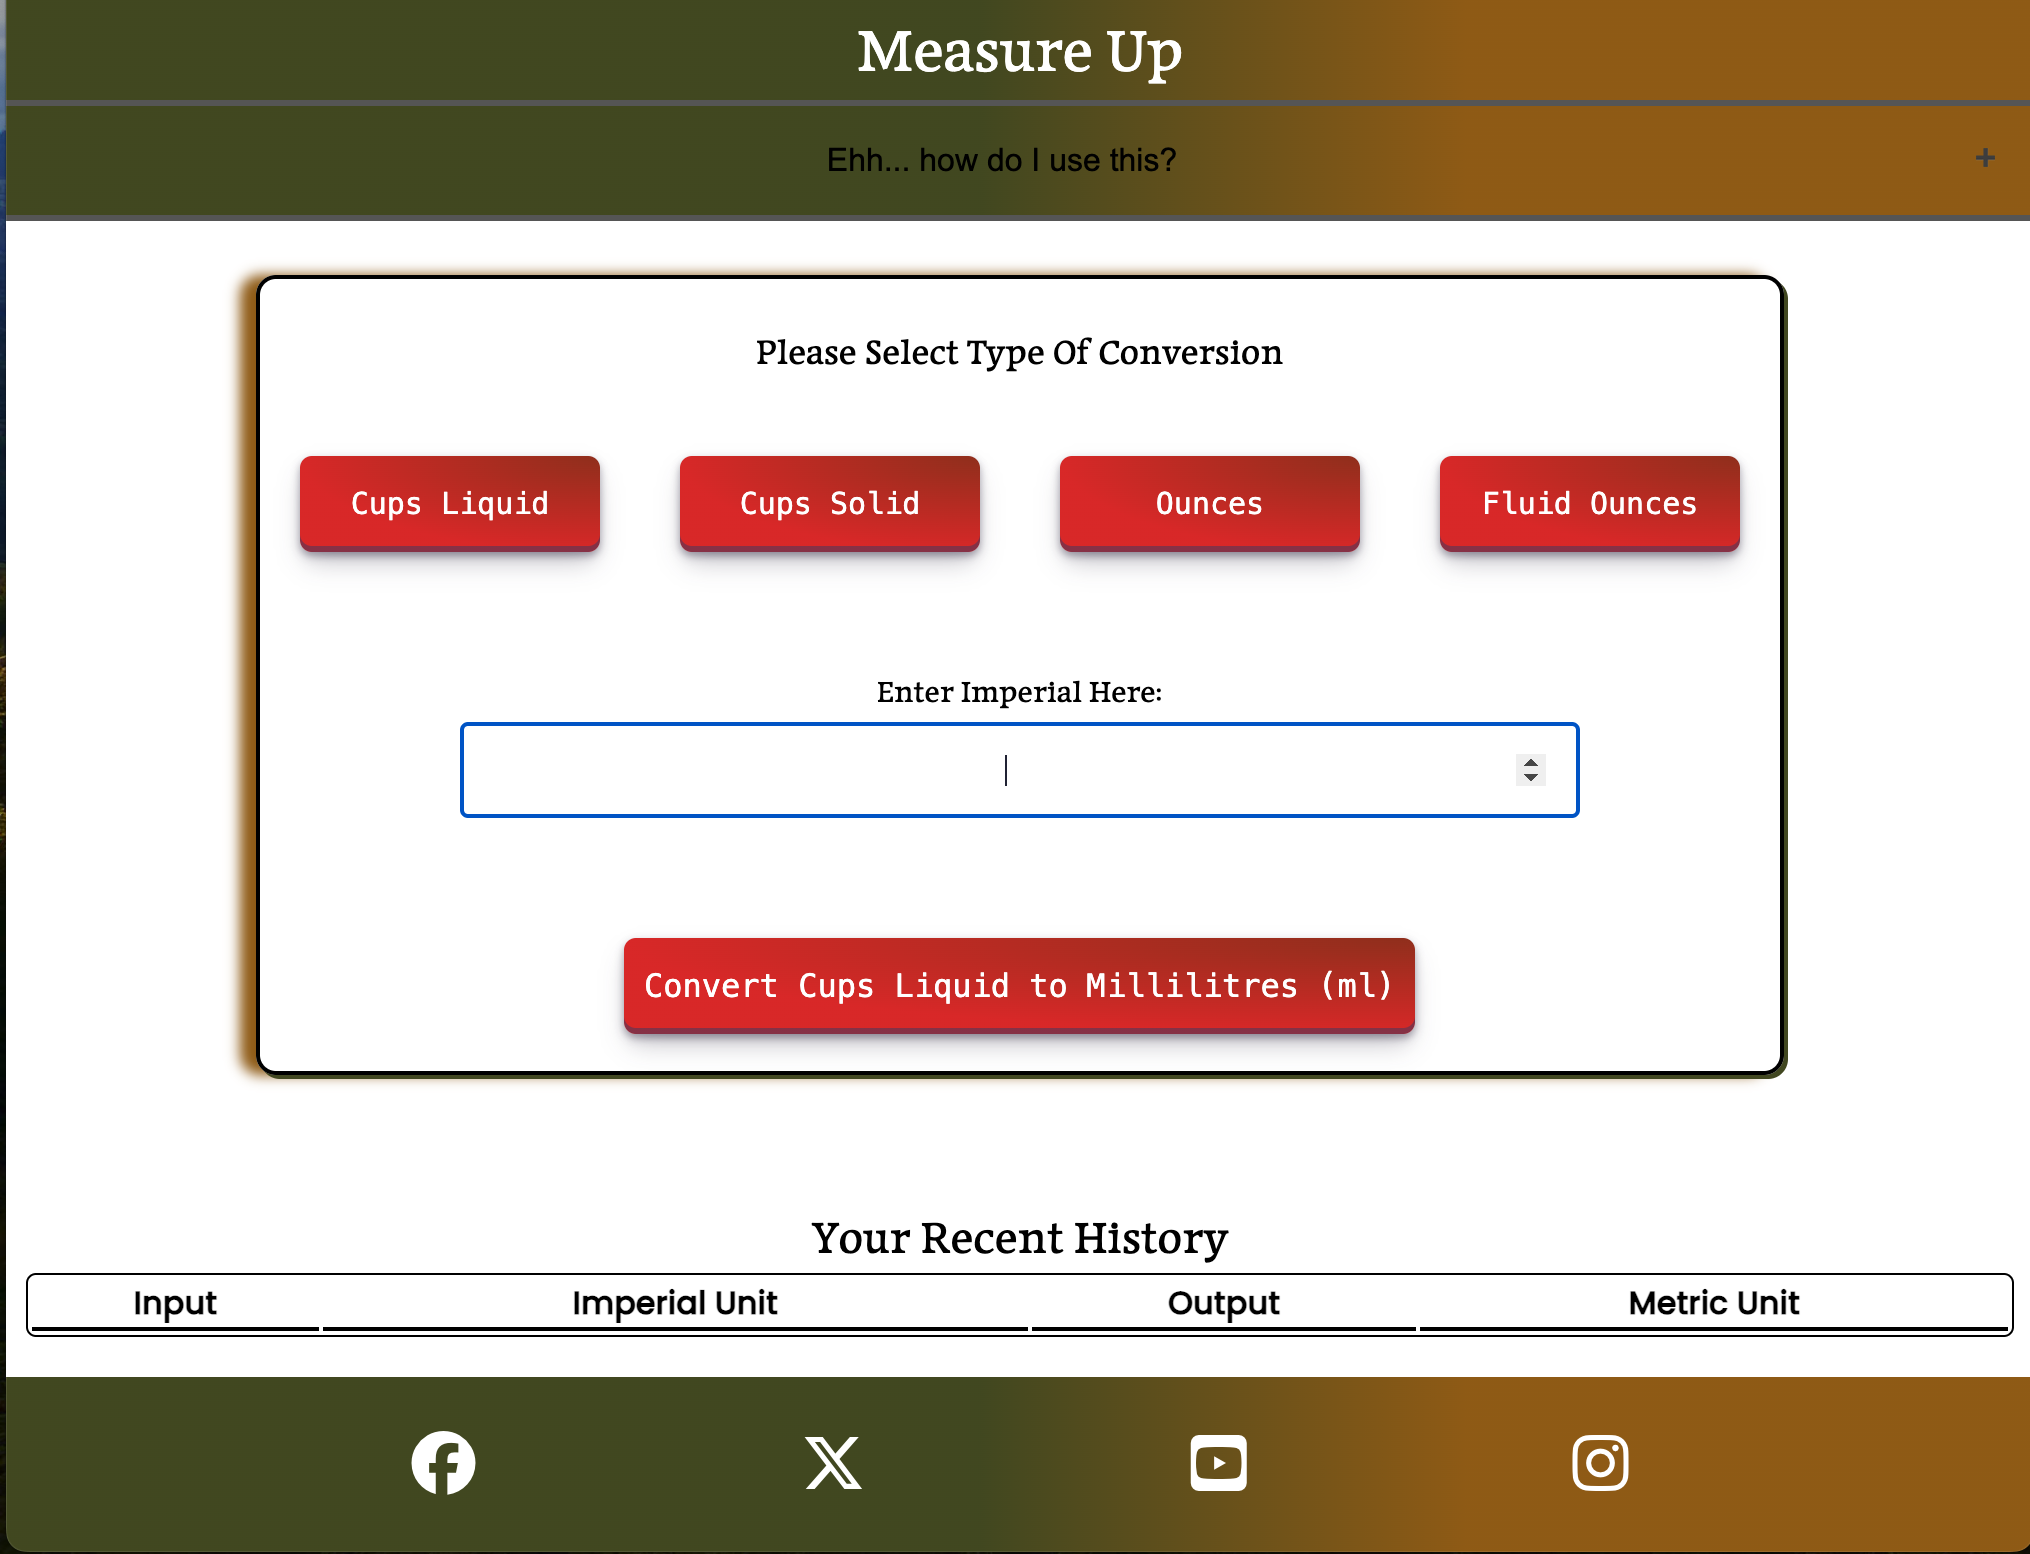 Measure Up
Ehh... how do I use this? +
Please Select Type Of Conversion
Cups Liquid Cups Solid Ounces Fluid Ounces
Enter Imperial Here:
Convert Cups Liquid to Millilitres (ml)
Your Recent History
Input Imperial Unit Output Metric Unit